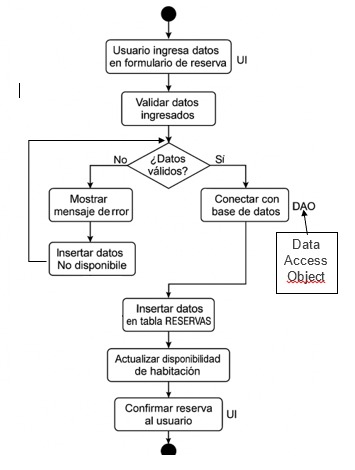 Usuario ingresa datos
en formulario de reserva
UI
Validar datos
ingresados
¿Datos
válidos?
No
Sí
Mostrar
mensaje de error
Conectar con
base de datos
DAO
Data
Access
Object
Insertar datos
No disponible
Insertar datos
en tabla RESERVAS
Actualizar disponibilidad
de habitación
Confirmar reserva
al usuario
UI